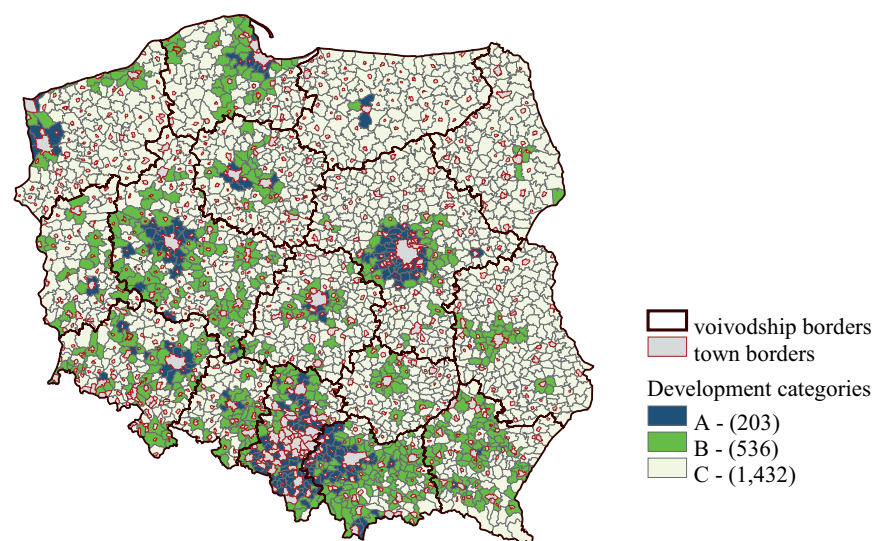 voivodship borders
town borders
Development categories
A - (203)
B - (536)
C - (1,432)